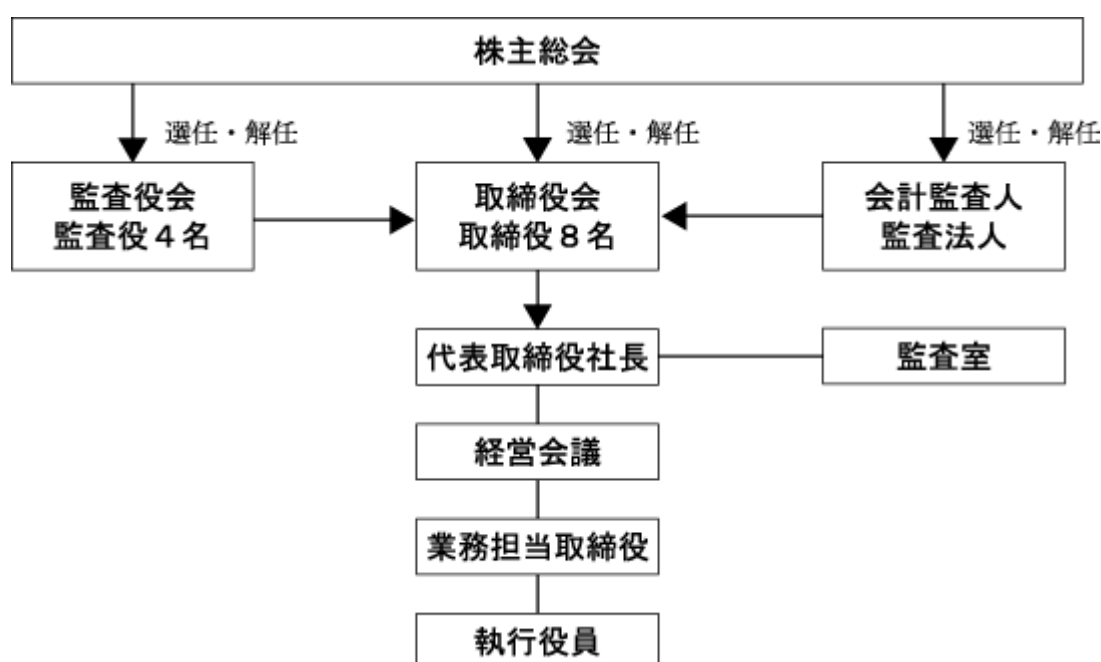 株主総会
選任・解任
選任・解任
選任・解任
監査役会
監査役４名
取締役会
取締役８名
会計監査人
監査法人
代表取締役社長
監査室
経営会議
業務担当取締役
執行役員